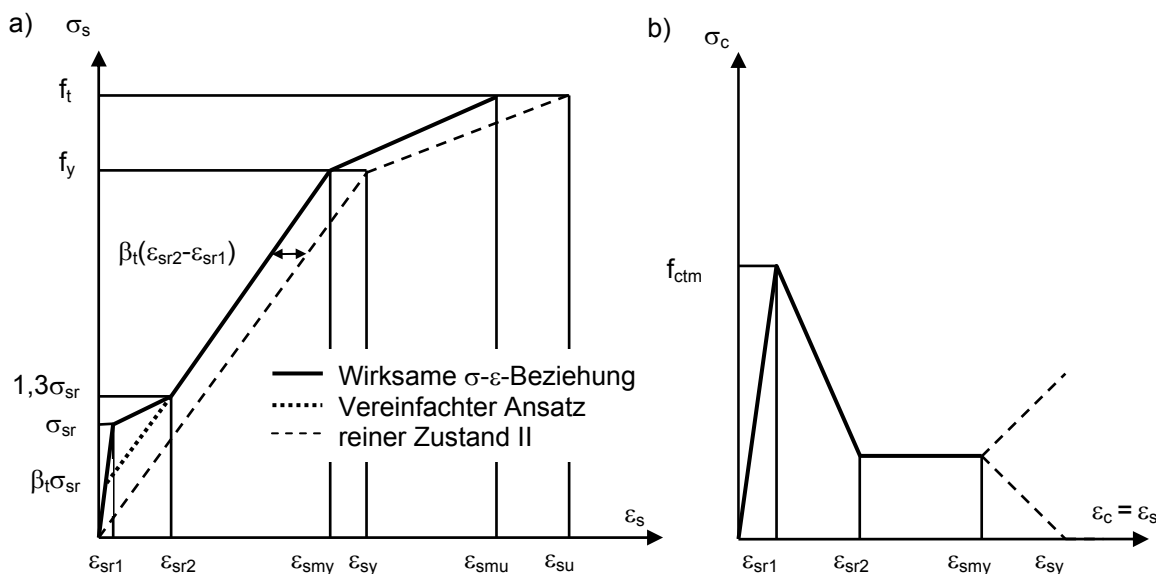 a)
σs
ft
fy
βt(εsr2-εsr1)
1,3σsr
σsr
βtσsr
Wirksame σ-ε-Beziehung
Vereinfachter Ansatz
reiner Zustand II
εs
εsr1 εsr2 εsmy εsy εsmu εsu
b)
σc
fctm
εc = εs
εsr1 εsr2 εsmy εsy